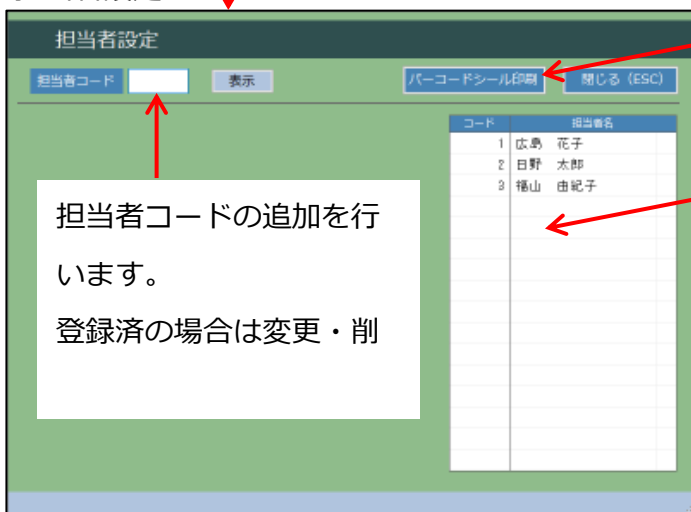 担当者設定
担当者コード 表示 バーコードシール印刷 閉じる (ESC)
コード 担当者名
1 広島 花子
2 日野 太郎
3 福山 由紀子
担当者コードの追加を行
います。
登録済の場合は変更・削